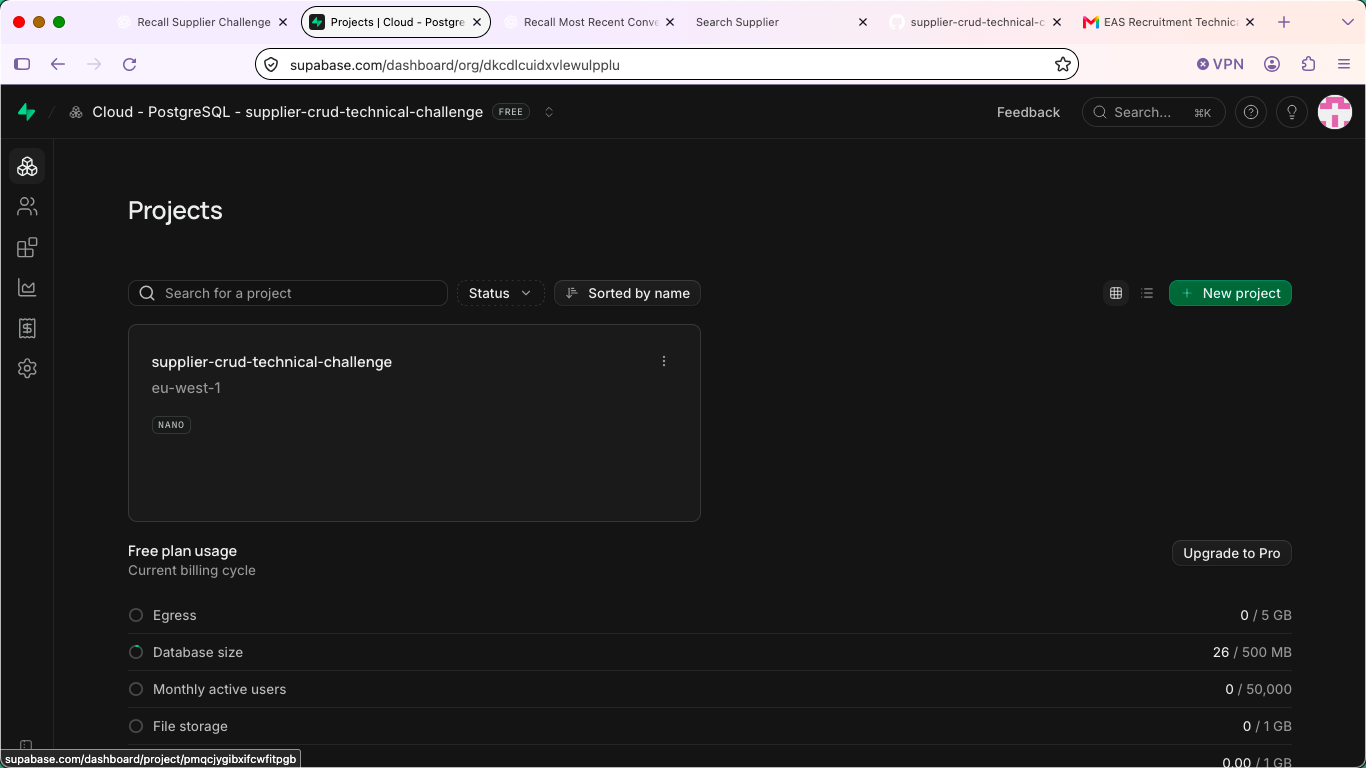 Recall Supplier Challenge
Projects | Cloud - Postgre
Recall Most Recent Conve
Search Supplier
supplier-crud-technical-c
EAS Recruitment Technic
supabase.com/dashboard/org/dkcdlcuidxvlewulpplu
VPN
Cloud - PostgreSQL - supplier-crud-technical-challenge
FREE
Feedback
Search...
⌘K
Projects
Search for a project
Status
Sorted by name
New project
supplier-crud-technical-challenge
eu-west-1
NANO
Free plan usage
Current billing cycle
Upgrade to Pro
Egress
0 / 5 GB
Database size
26 / 500 MB
Monthly active users
0 / 50,000
File storage
0 / 1 GB
0.00 / 1 GB
supabase.com/dashboard/project/pmqcjygibxifcwfitpgb